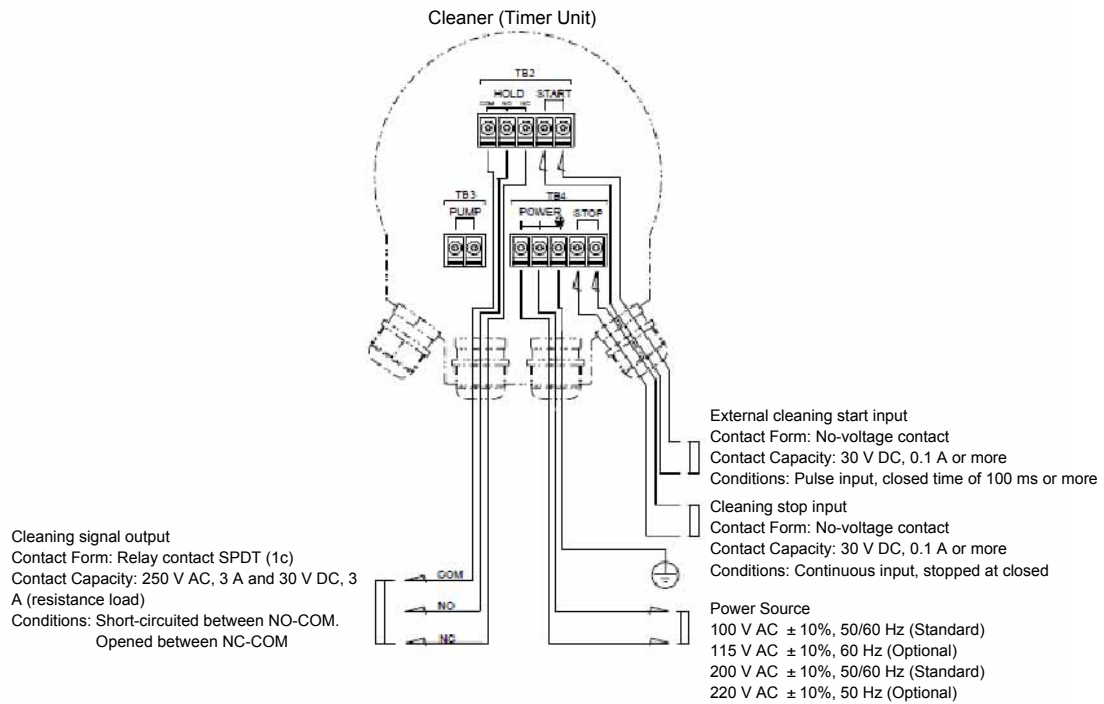 Cleaner (Timer Unit)
TB2
HOLD START
COM NO NC
TB3
PUMP
TB4
POWER STOP
External cleaning start input
Contact Form: No-voltage contact
Contact Capacity: 30 V DC, 0.1 A or more
Conditions: Pulse input, closed time of 100 ms or more
Cleaning stop input
Contact Form: No-voltage contact
Contact Capacity: 30 V DC, 0.1 A or more
Conditions: Continuous input, stopped at closed
Cleaning signal output
Contact Form: Relay contact SPDT (1c)
Contact Capacity: 250 V AC, 3 A and 30 V DC, 3
A (resistance load)
Conditions: Short-circuited between NO-COM.
Opened between NC-COM
COM
NO
NC
Power Source
100 V AC ± 10%, 50/60 Hz (Standard)
115 V AC ± 10%, 60 Hz (Optional)
200 V AC ± 10%, 50/60 Hz (Standard)
220 V AC ± 10%, 50 Hz (Optional)